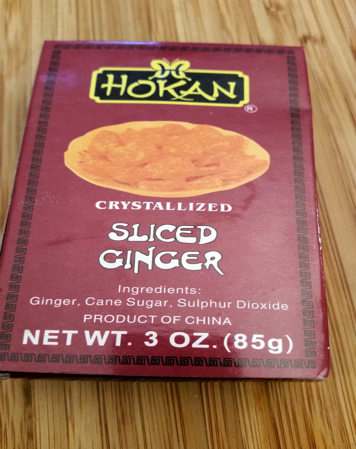 HOKAN®
CRYSTALLIZED
SLICED
GINGER
Ingredients:
Ginger, Cane Sugar, Sulphur Dioxide
PRODUCT OF CHINA
NET WT. 3 OZ. (85g)